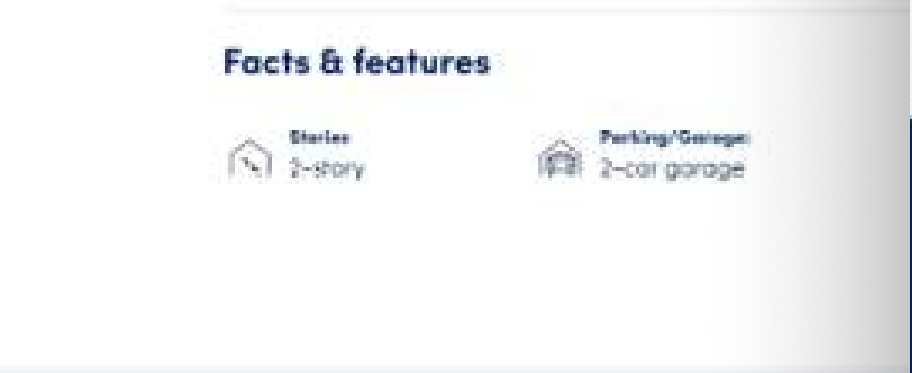 Facts & features
Stories
2-story
Parking/Garage:
2-car garage